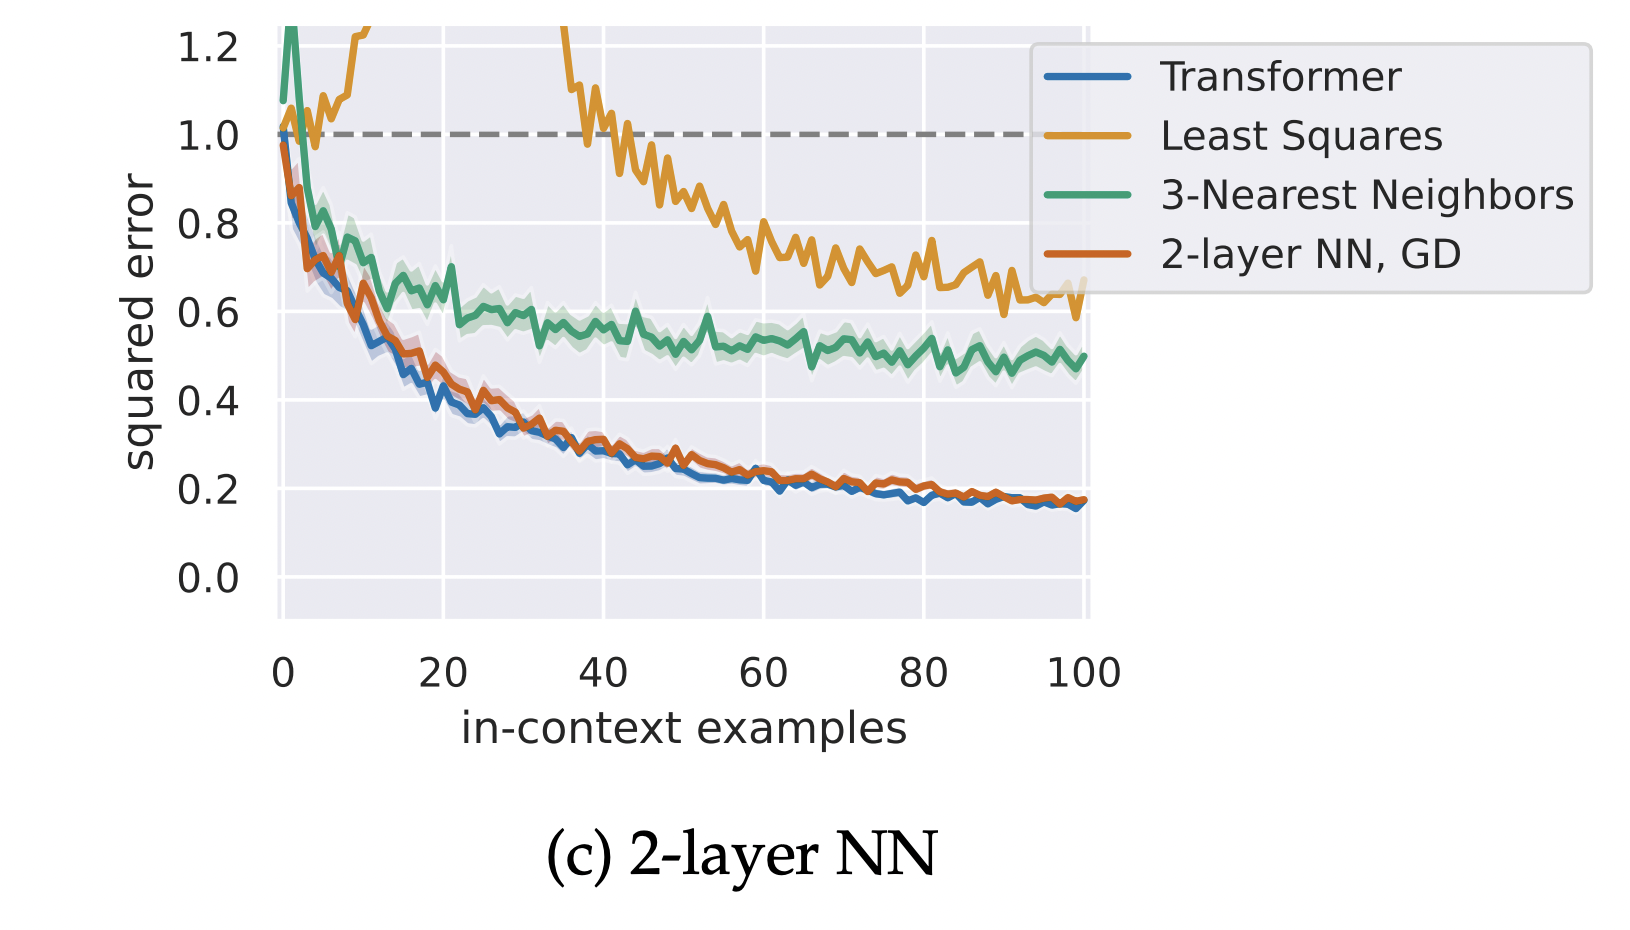 1.2
1.0
0.8
0.6
0.4
0.2
0.0
squared error
0 20 40 60 80 100
in-context examples
Transformer
Least Squares
3-Nearest Neighbors
2-layer NN, GD
(c) 2-layer NN